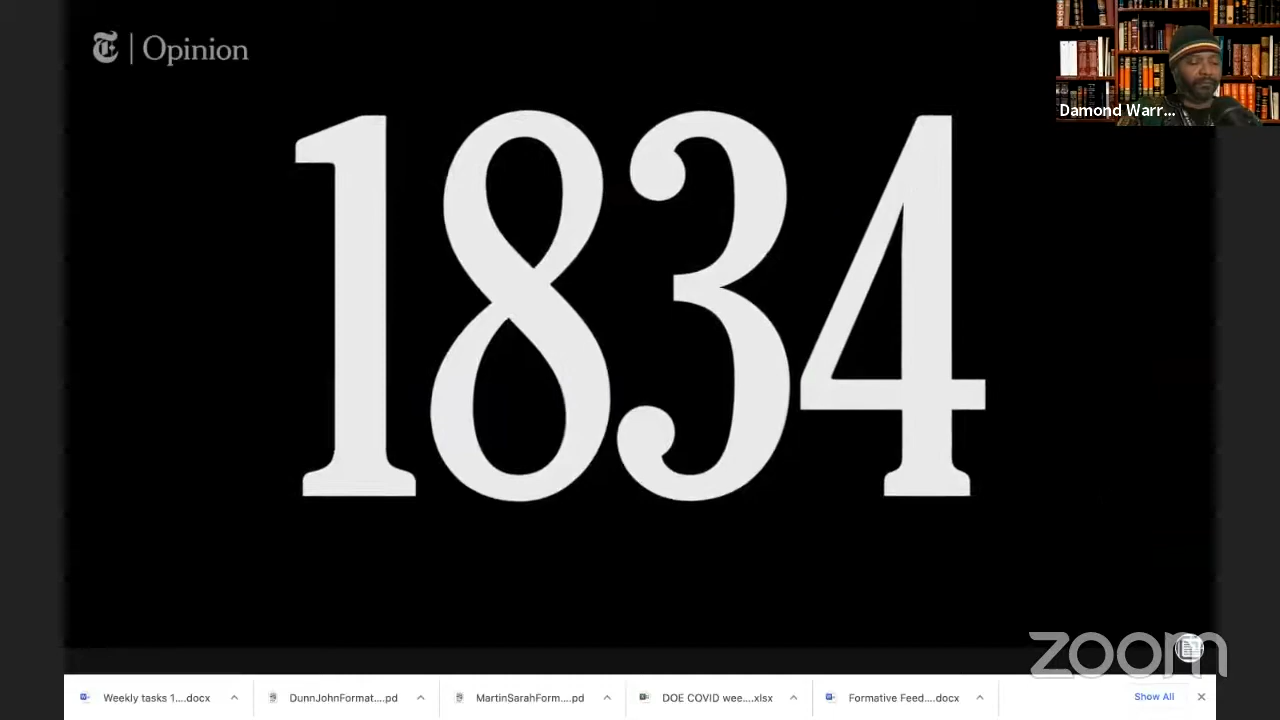 T | Opinion
Damond Warr...
1834
zoom
Weekly tasks 1....docx
DunnJohnFormat....pd
MartinSarahForm....pd
DOE COVID wee....xlsx
Formative Feed....docx
Show All